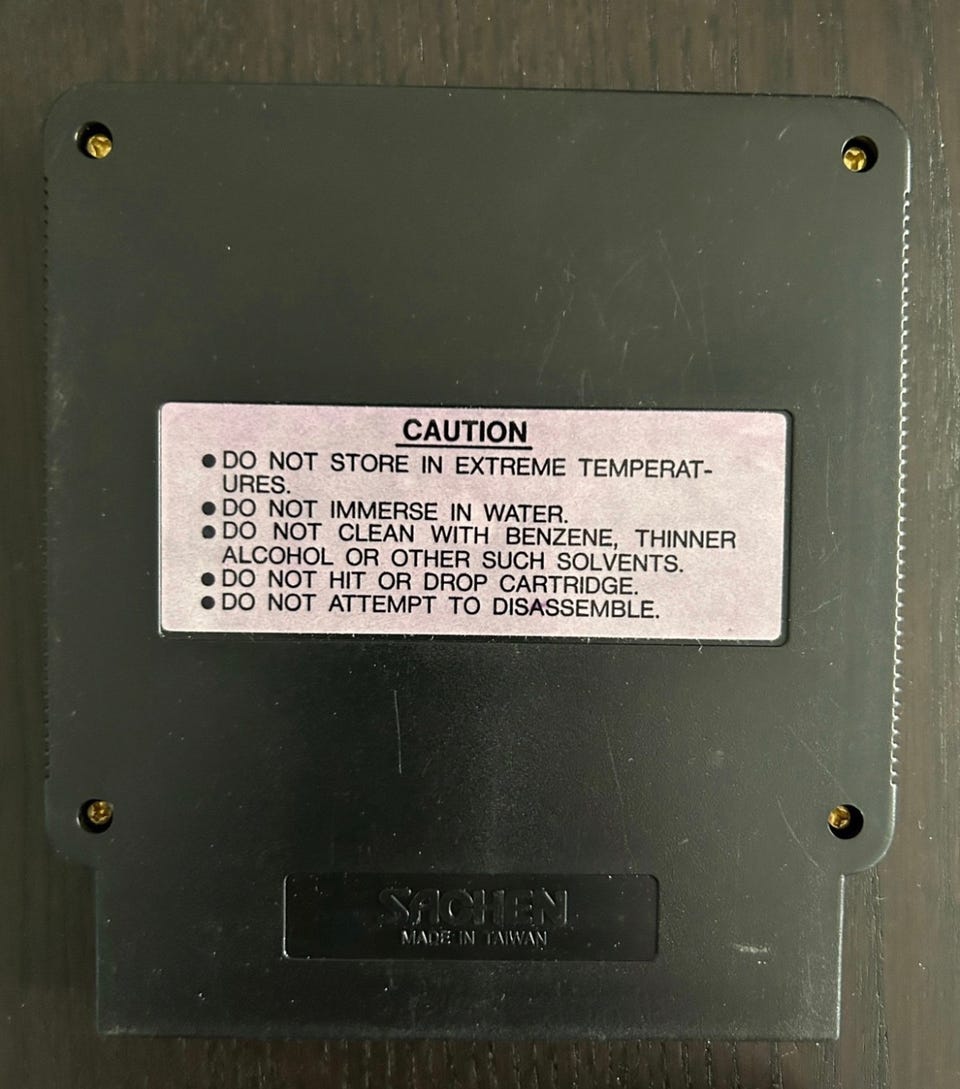 CAUTION
● DO NOT STORE IN EXTREME TEMPERAT-
URES.
● DO NOT IMMERSE IN WATER.
● DO NOT CLEAN WITH BENZENE, THINNER
ALCOHOL OR OTHER SUCH SOLVENTS.
● DO NOT HIT OR DROP CARTRIDGE.
● DO NOT ATTEMPT TO DISASSEMBLE.
SACHEN
MADE IN TAIWAN